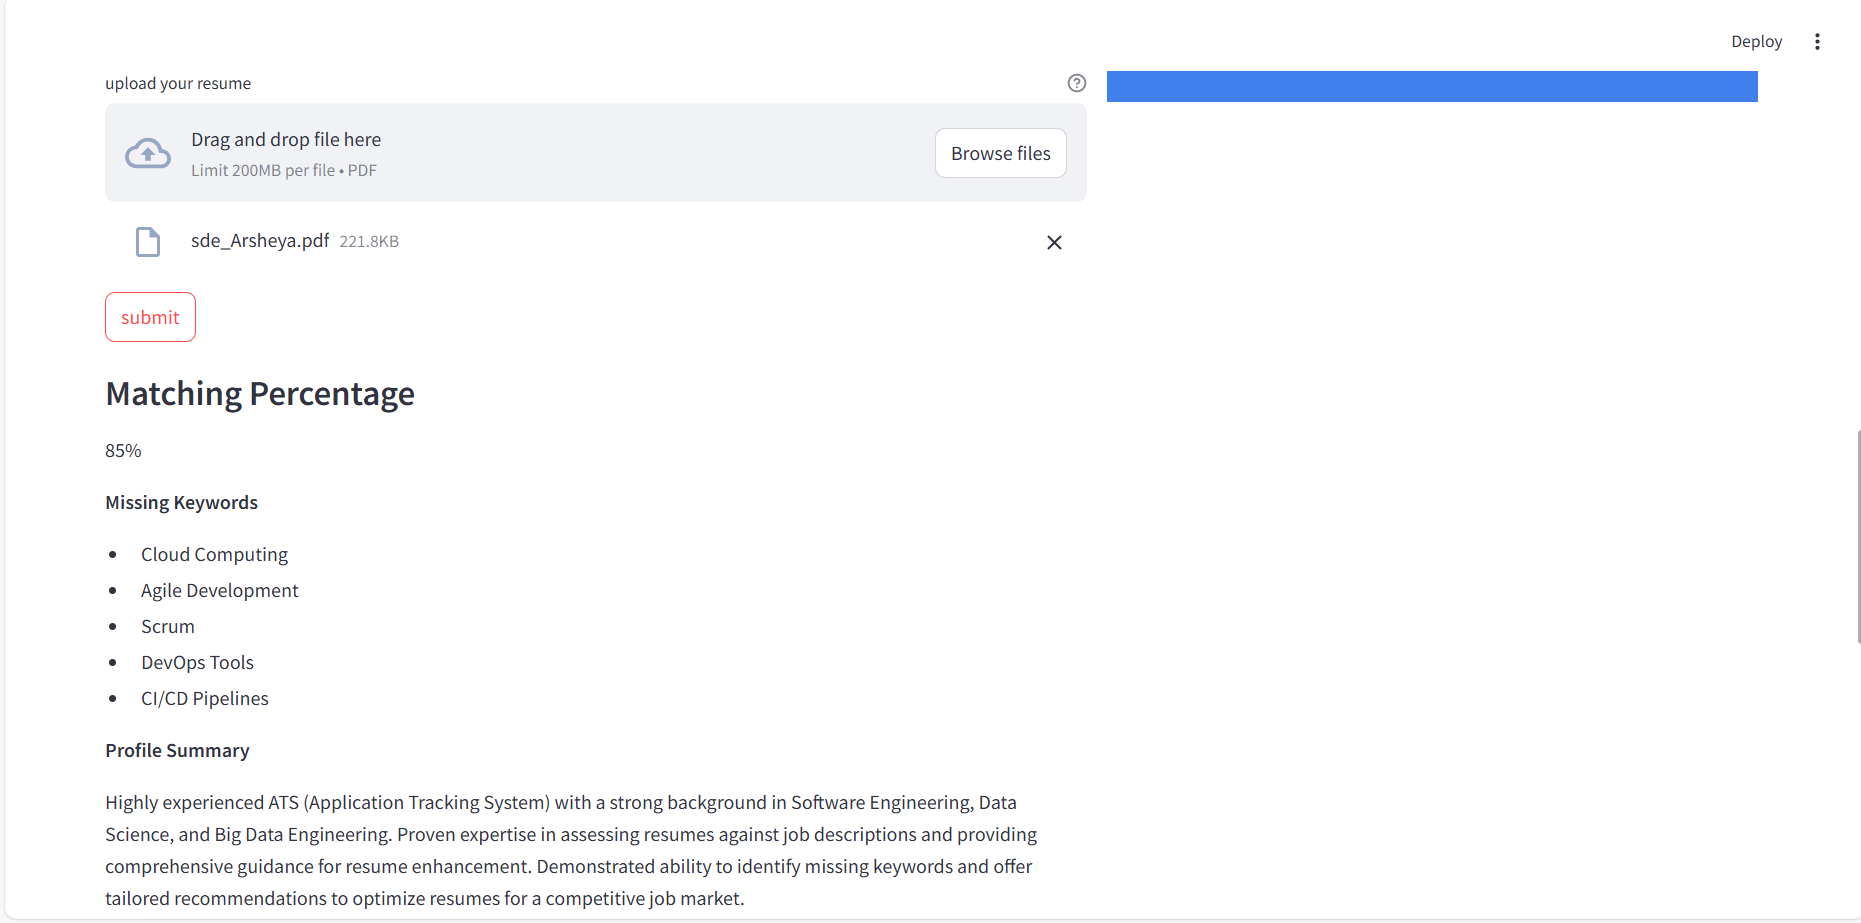 Deploy
upload your resume
Drag and drop file here
Limit 200MB per file • PDF
Browse files
sde_Arsheya.pdf 221.8KB
submit
Matching Percentage
85%
Missing Keywords
• Cloud Computing
• Agile Development
• Scrum
• DevOps Tools
• CI/CD Pipelines
Profile Summary
Highly experienced ATS (Application Tracking System) with a strong background in Software Engineering, Data
Science, and Big Data Engineering. Proven expertise in assessing resumes against job descriptions and providing
comprehensive guidance for resume enhancement. Demonstrated ability to identify missing keywords and offer
tailored recommendations to optimize resumes for a competitive job market.